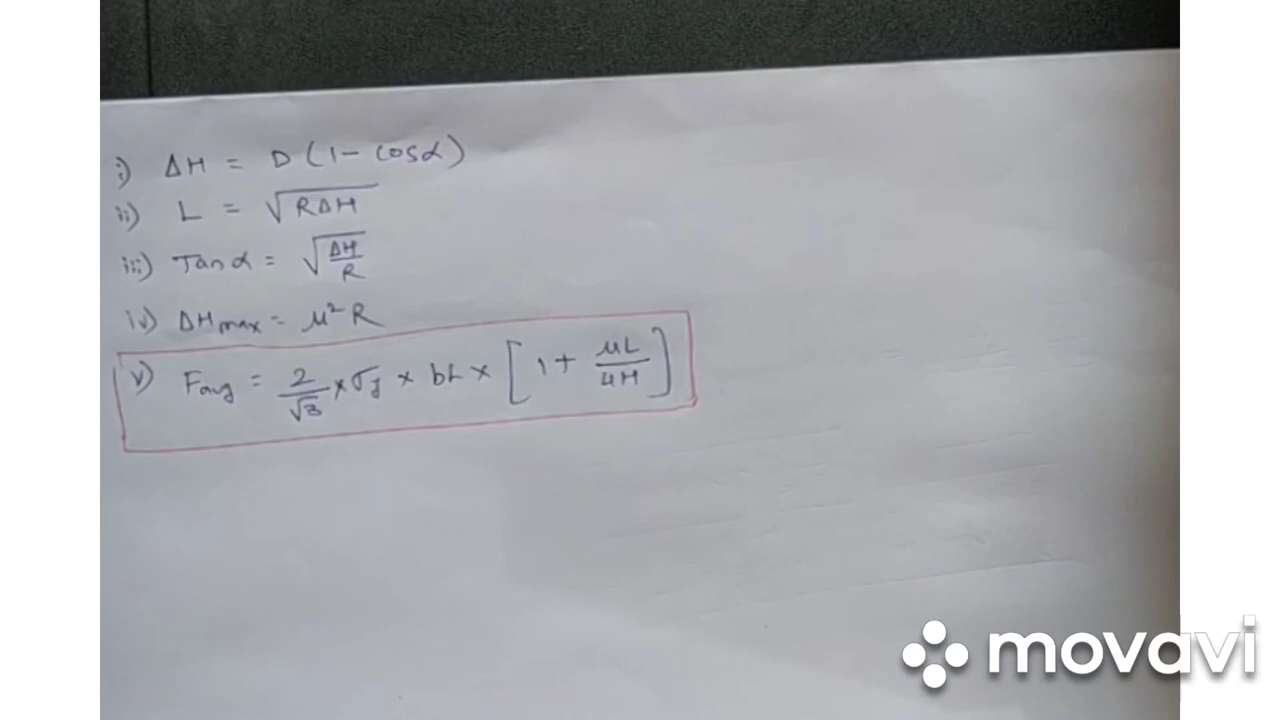 i) ΔH = D (1 - cosα)
ii) L = √RΔH
iii) Tanα = √ΔH/R
iv) ΔHmax = μ²R
v) Favg = 2/√3 × σy × bL × [1 + μL/4H]
movavi